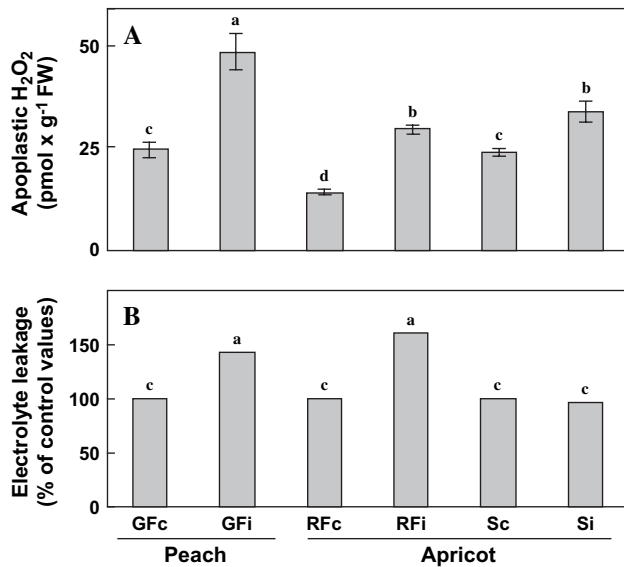 A
Apoplastic H₂O₂
(pmol x g⁻¹ FW)
50
25
0
c
a
d
b
c
b
B
Electrolyte leakage
(% of control values)
150
100
50
0
c
a
c
a
c
c
GFc GFi RFc RFi Sc Si
Peach Apricot